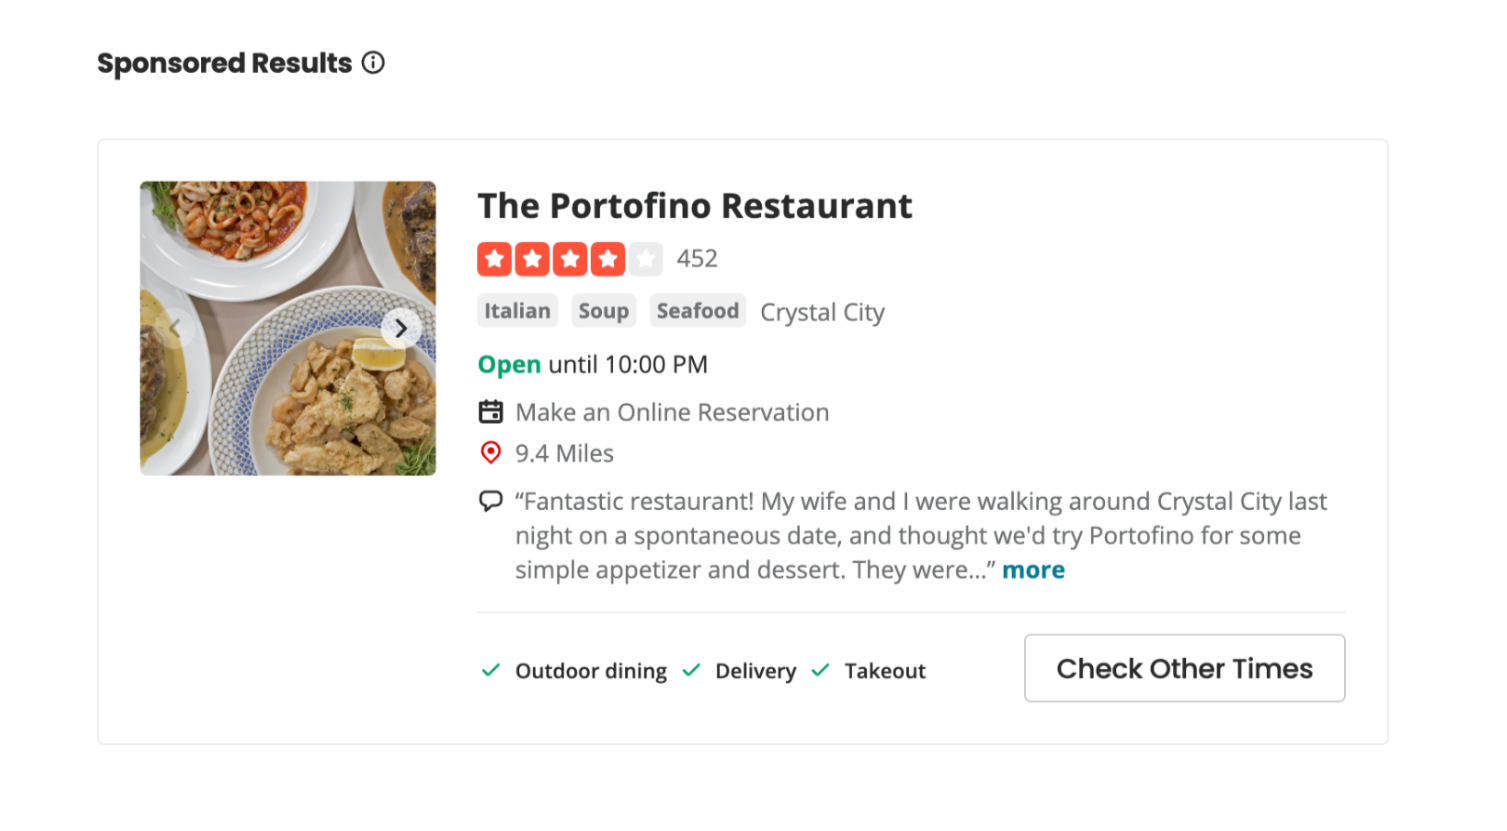 Sponsored Results
The Portofino Restaurant
452
Italian Soup Seafood Crystal City
Open until 10:00 PM
Make an Online Reservation
9.4 Miles
“Fantastic restaurant! My wife and I were walking around Crystal City last
night on a spontaneous date, and thought we'd try Portofino for some
simple appetizer and dessert. They were...” more
Outdoor dining Delivery Takeout
Check Other Times